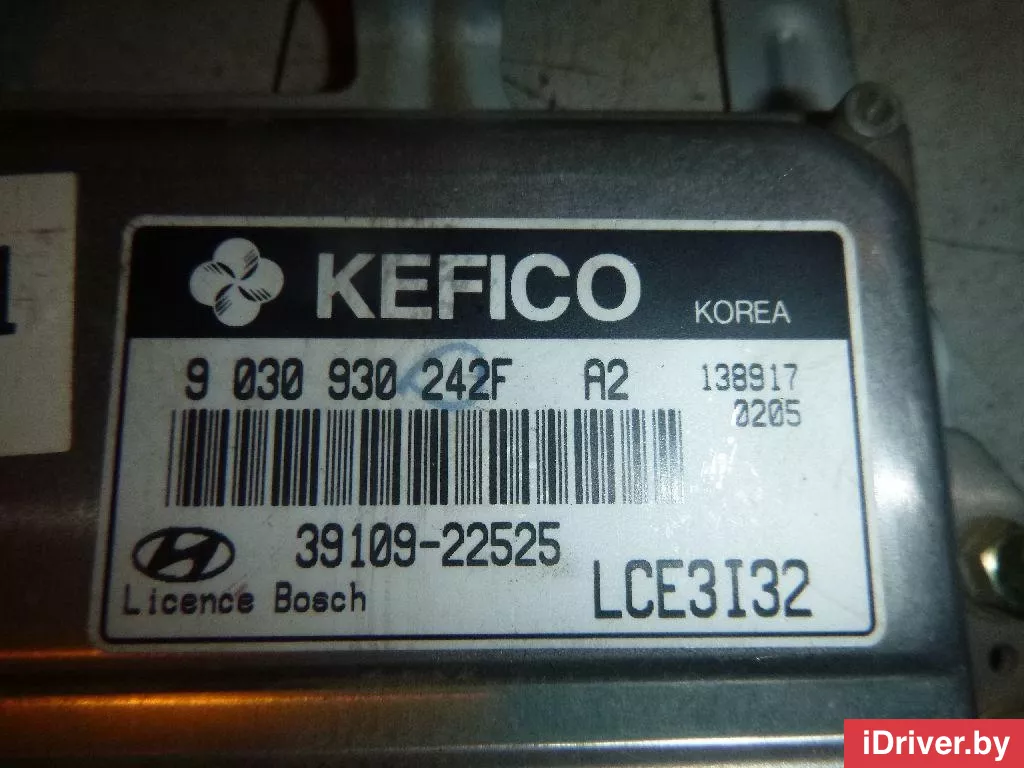 KEFICO KOREA
9 030 930 242F A2 138917
0205
39109-22525
Licence Bosch LCE3I32
iDriver.by